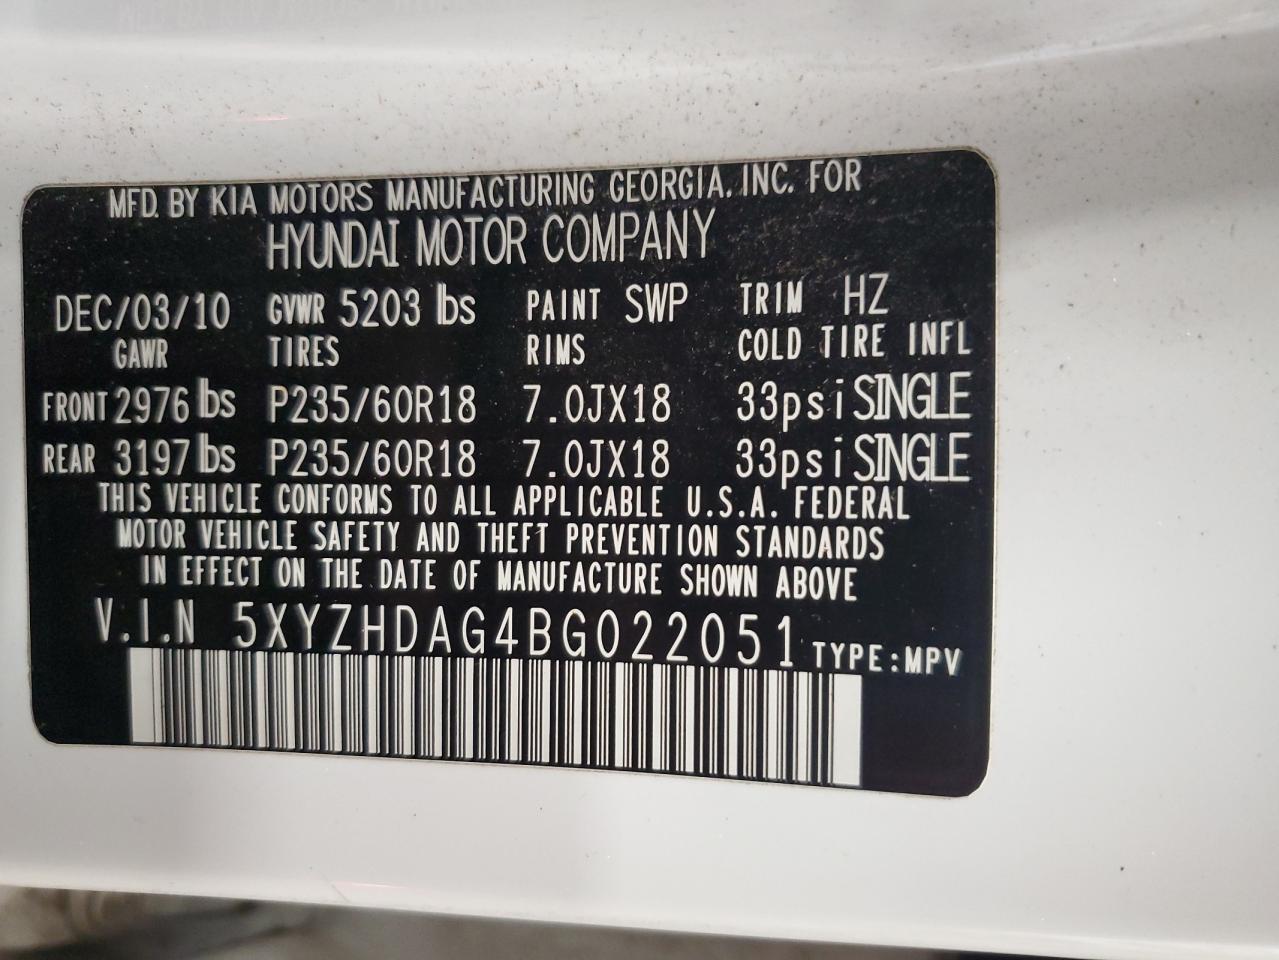 MFD. BY KIA MOTORS MANUFACTURING GEORGIA, INC. FOR
HYUNDAI MOTOR COMPANY
DEC/03/10 GVWR 5203 lbs PAINT SWP TRIM HZ
GAWR TIRES RIMS COLD TIRE INFL
FRONT 2976 lbs P235/60R18 7.0JX18 33psi SINGLE
REAR 3197 lbs P235/60R18 7.0JX18 33psi SINGLE
THIS VEHICLE CONFORMS TO ALL APPLICABLE U.S.A. FEDERAL
MOTOR VEHICLE SAFETY AND THEFT PREVENTION STANDARDS
IN EFFECT ON THE DATE OF MANUFACTURE SHOWN ABOVE
V.I.N 5XYZHDAG4BG022051 TYPE:MPV